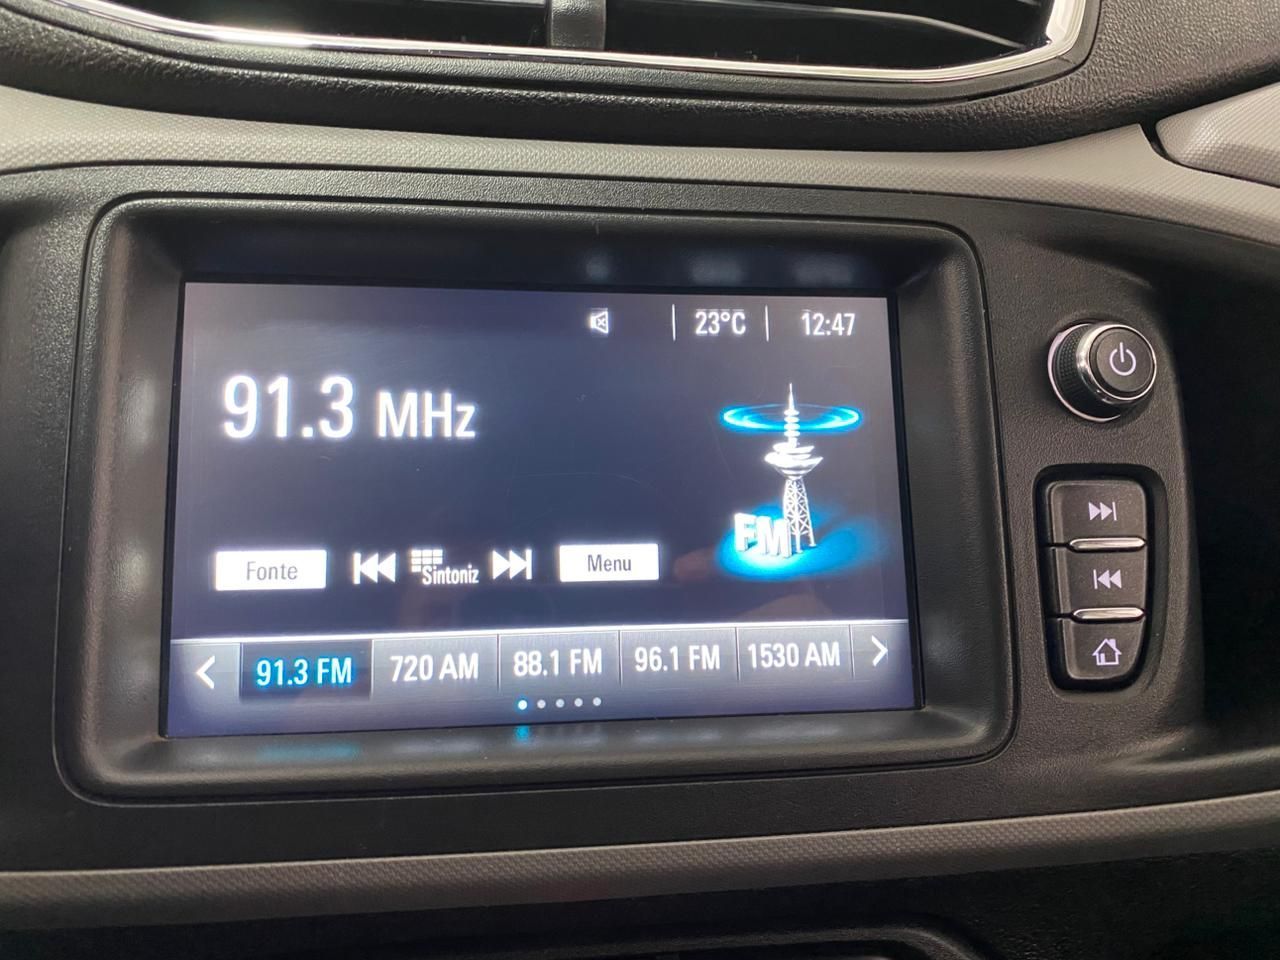 23°C 12:47
91.3 MHz
FM
Fonte Sintoniz Menu
91.3 FM 720 AM 88.1 FM 96.1 FM 1530 AM